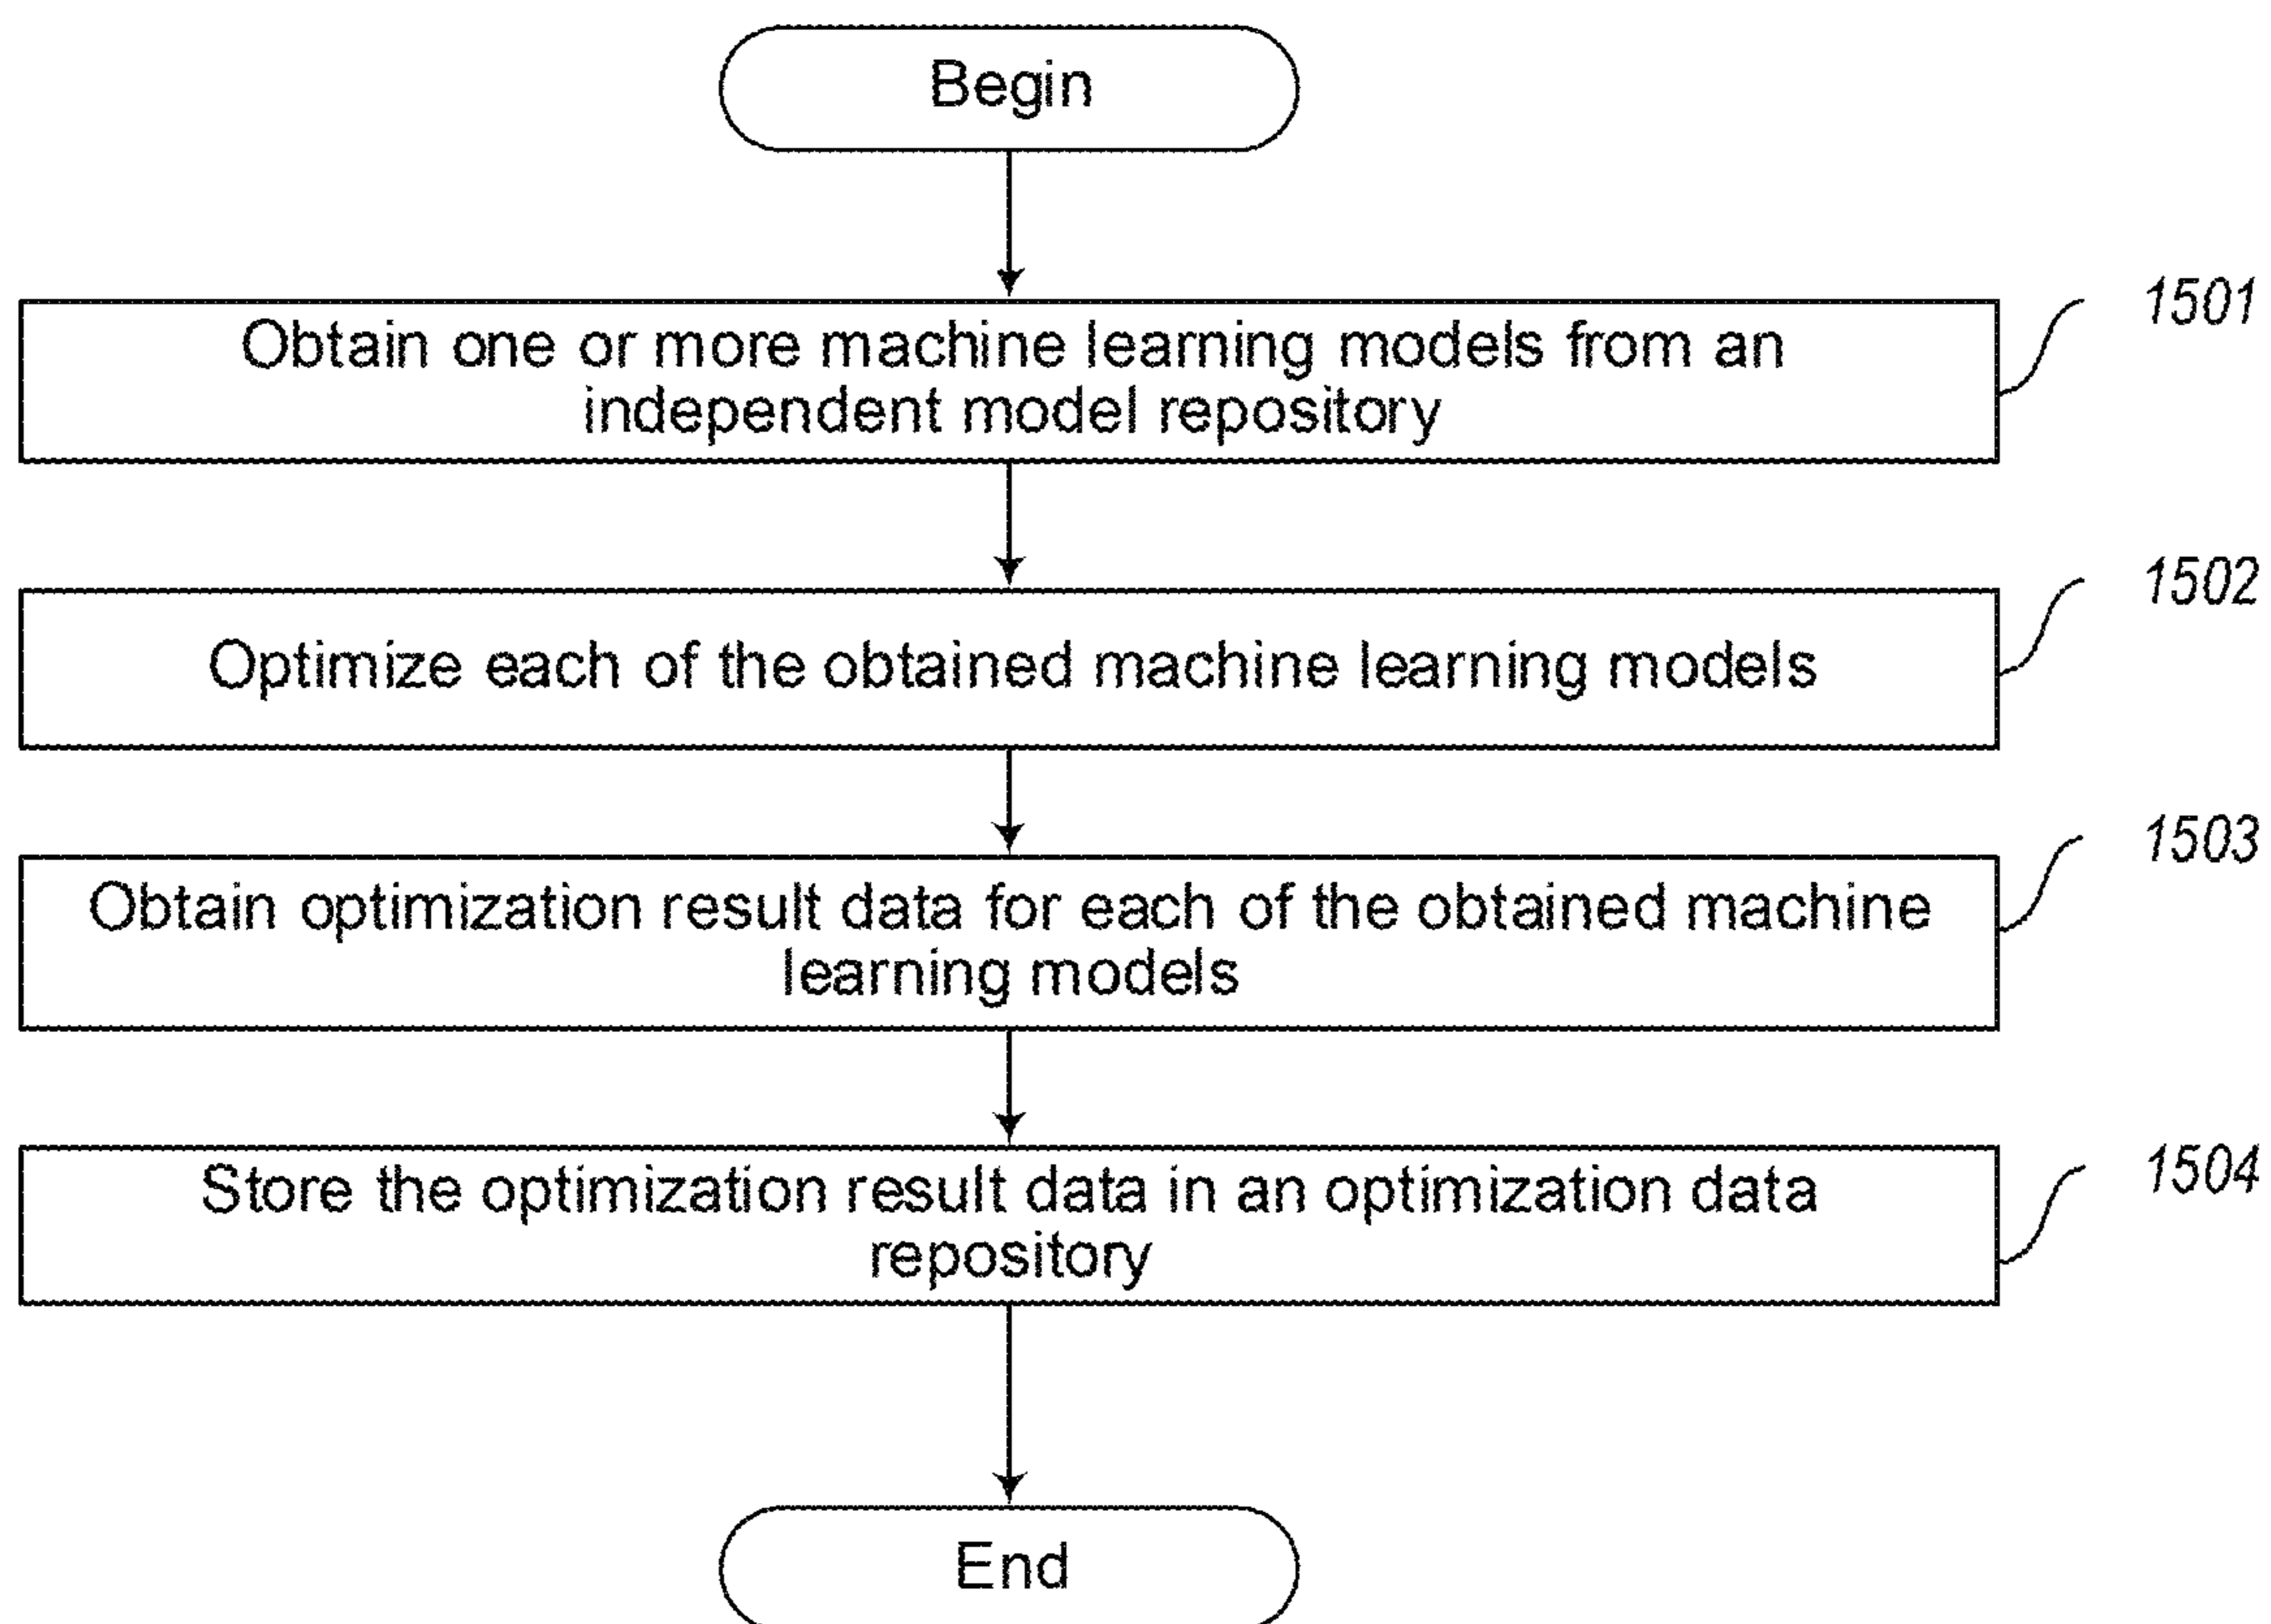 Begin
Obtain one or more machine learning models from an
independent model repository
1501
Optimize each of the obtained machine learning models
1502
Obtain optimization result data for each of the obtained machine
learning models
1503
Store the optimization result data in an optimization data
repository
1504
End